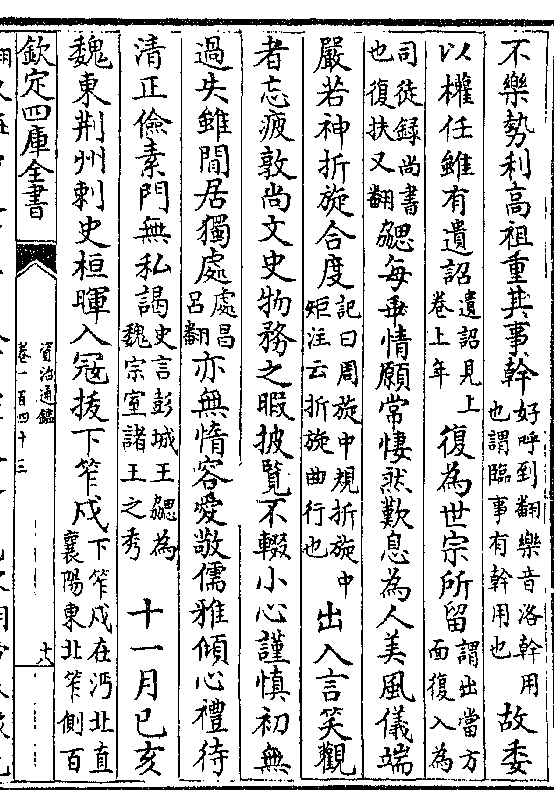 不樂勢利高祖重其事幹好呼到翻樂音洛幹用也謂臨事有幹用也故委
以權任雖有遺詔遺詔見上卷上年復為世宗所留謂出當方面復入為
司徒録尚書也復扶又翻勰每乖情願常悽然歎息為人美風儀端
嚴若神折旋合度記曰周旋中規折旋中矩注云折旋曲行也出入言笑觀
者忘疲敦尚文史物務之暇披覽不輟小心謹慎初無
過失雖閒居獨處處昌吕翻亦無惰容愛敬儒雅傾心禮待
清正儉素門無私謁史言彭城王勰為魏宗室諸王之秀十一月己亥
魏東荆州刺史桓暉入寇拔下笮戍下笮戍在沔北直襄陽東北笮側百
欽定四庫全書
資治通鑑
卷一百四十三
十八